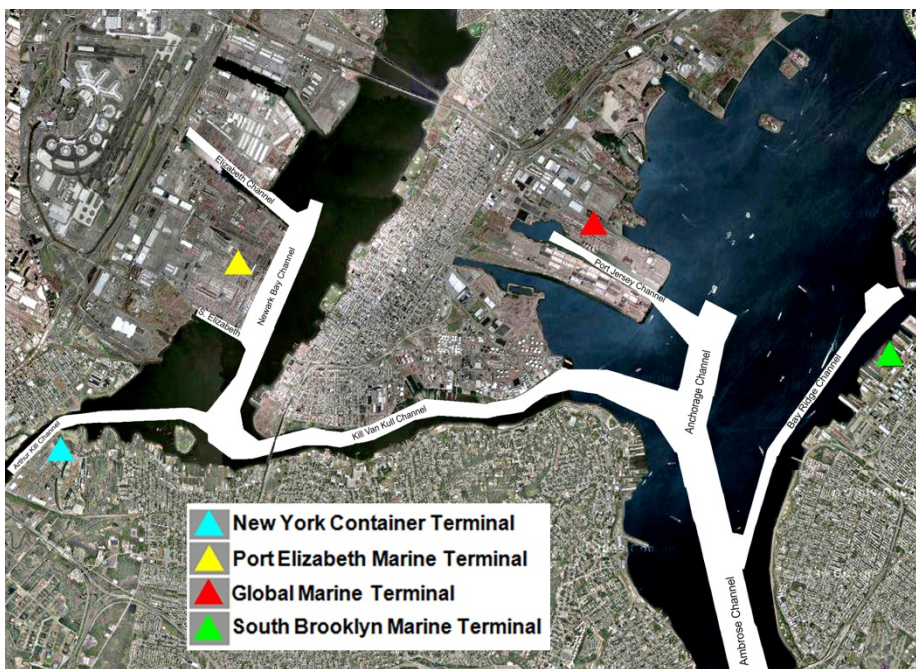 Elizabeth Channel
Newark Bay Channel
S. Elizabeth
Port Jersey Channel
Anchorage Channel
Bay Ridge Channel
Kill Van Kull Channel
Arthur Kill Channel
Ambrose Channel
New York Container Terminal
Port Elizabeth Marine Terminal
Global Marine Terminal
South Brooklyn Marine Terminal